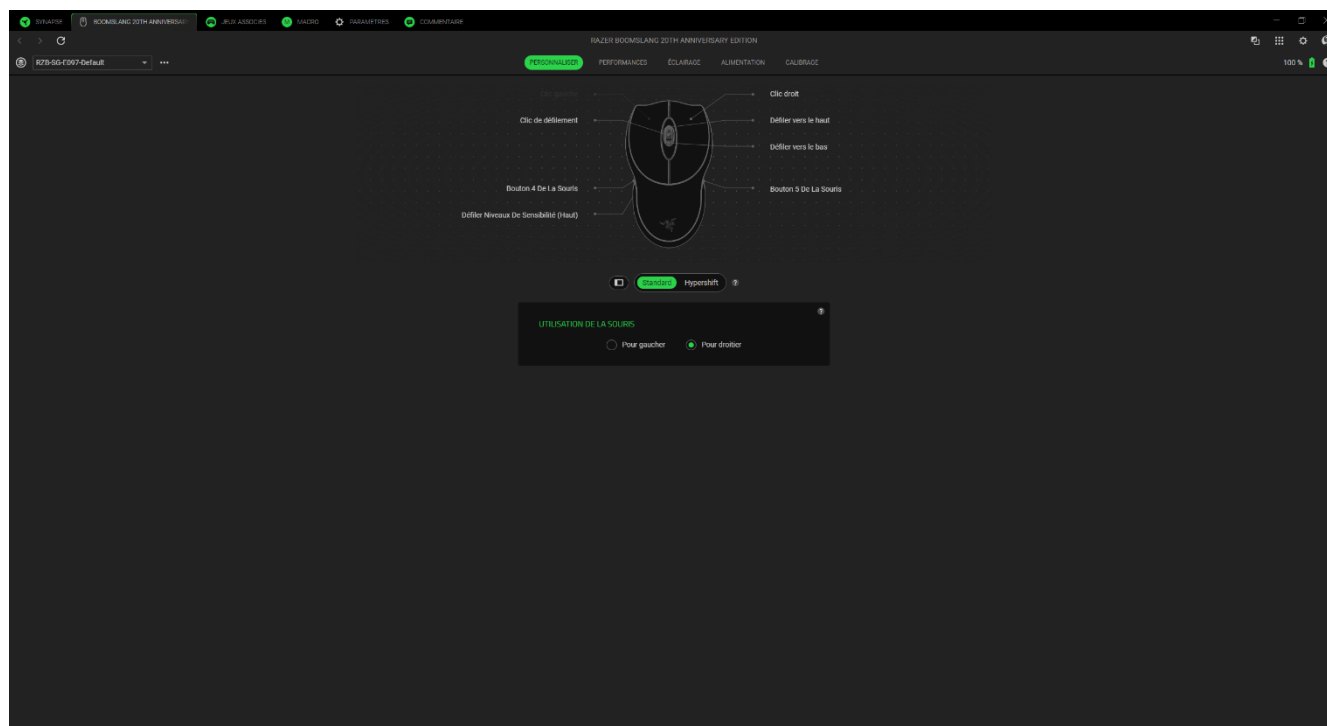 SYNAPSE BOOMSLANG 20TH ANNIVERSARY JEUX ASSOCIÉS MACRO PARAMÈTRES COMMENTAIRE
RAZER BOOMSLANG 20TH ANNIVERSARY EDITION
RZB-SG-E097-Default PERSONNALISER PERFORMANCES ÉCLAIRAGE ALIMENTATION CALIBRAGE 100 %
Clic droit
Clic de défilement Défiler vers le haut
Défiler vers le bas
Bouton 4 De La Souris Bouton 5 De La Souris
Défiler Niveaux De Sensibilité (Haut)
Standard Hypershift
UTILISATION DE LA SOURIS
Pour gaucher Pour droitier